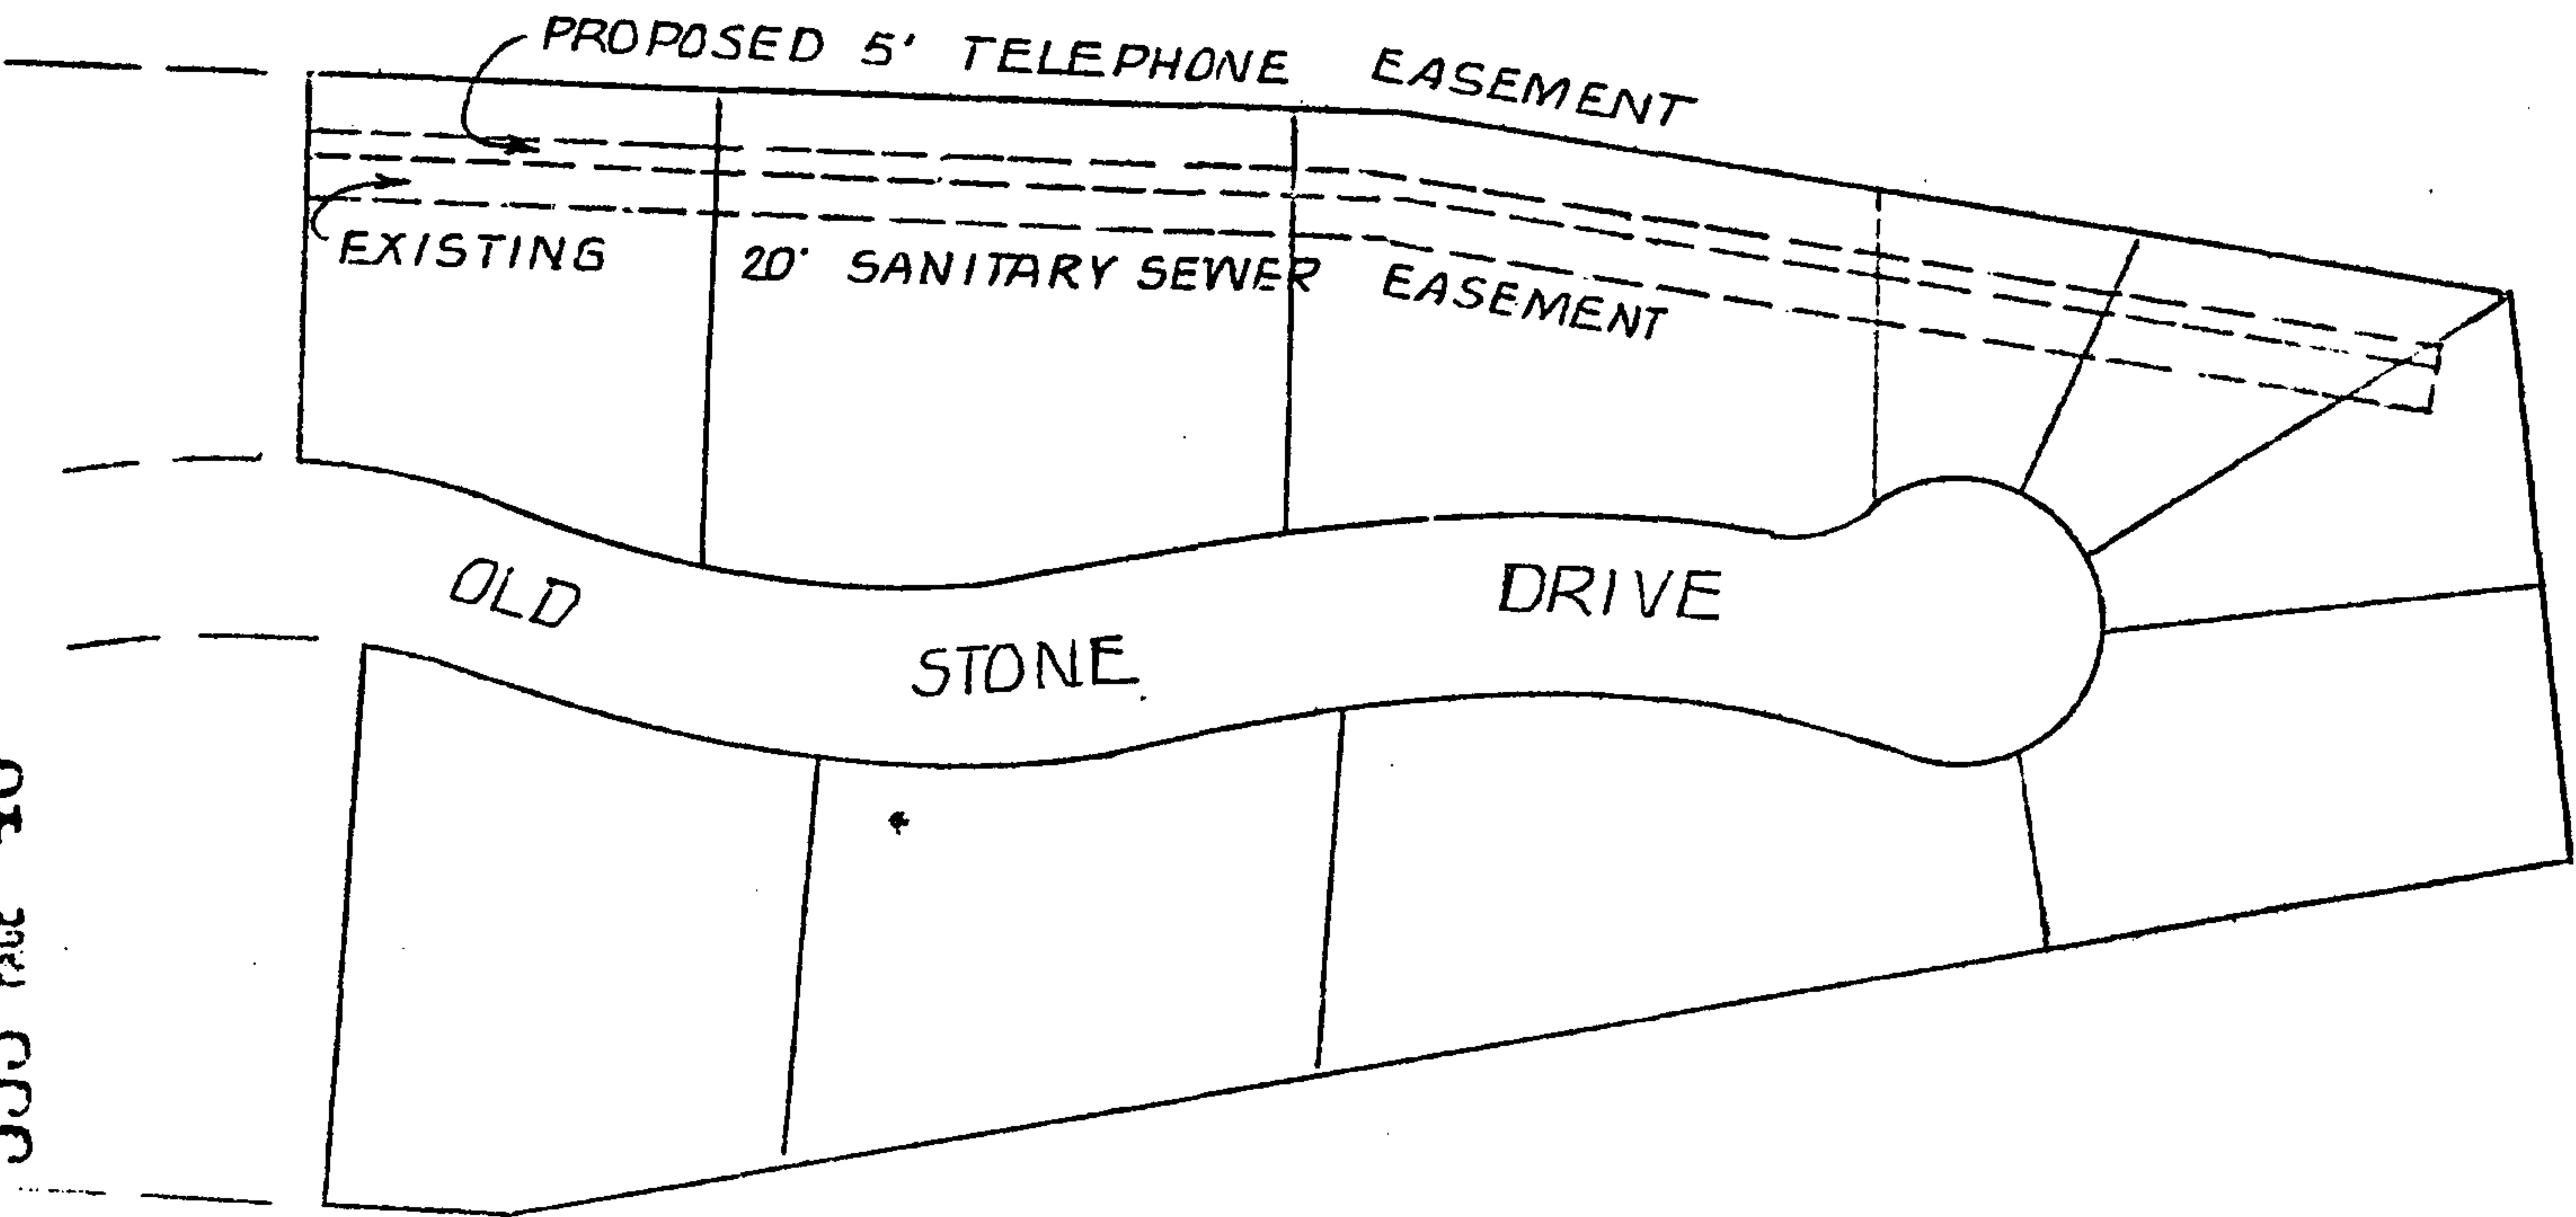 PROPOSED 5' TELEPHONE EASEMENT
EXISTING 20' SANITARY SEWER EASEMENT
OLD
STONE
DRIVE